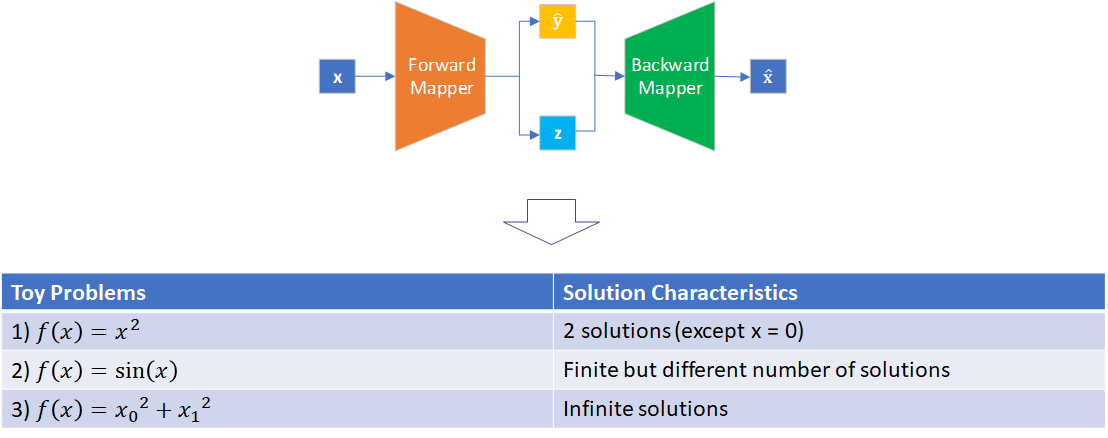 x
Forward
Mapper
ŷ
z
Backward
Mapper
x̂
Toy Problems
Solution Characteristics
1) f(x) = x²
2 solutions (except x = 0)
2) f(x) = sin(x)
Finite but different number of solutions
3) f(x) = x₀² + x₁²
Infinite solutions